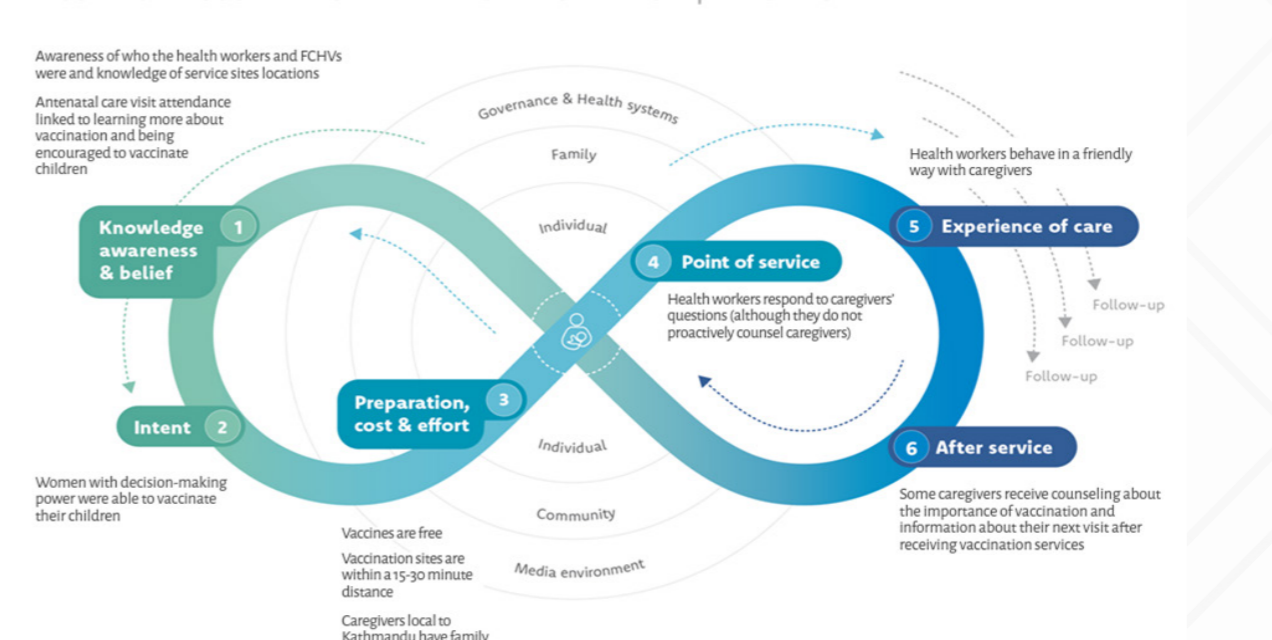 Awareness of who the health workers and FCHVs
were and knowledge of service sites locations
Antenatal care visit attendance
linked to learning more about
vaccination and being
encouraged to vaccinate
children
Governance & Health systems
Family
Individual
Health workers behave in a friendly
way with caregivers
Knowledge
awareness
& belief
1
5 Experience of care
4 Point of service
Health workers respond to caregivers'
questions (although they do not
proactively counsel caregivers)
Follow-up
Follow-up
Follow-up
Preparation,
cost & effort
3
Intent 2
Individual
6 After service
Women with decision-making
power were able to vaccinate
their children
Some caregivers receive counseling about
the importance of vaccination and
information about their next visit after
receiving vaccination services
Community
Media environment
Vaccines are free
Vaccination sites are
within a 15-30 minute
distance
Caregivers local to
Kathmandu have family